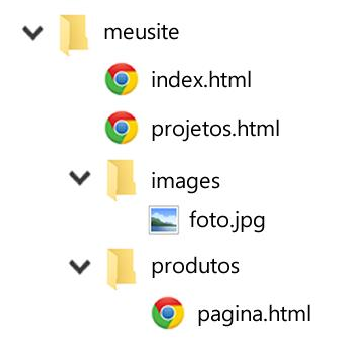 meusite
index.html
projetos.html
images
foto.jpg
produtos
pagina.html